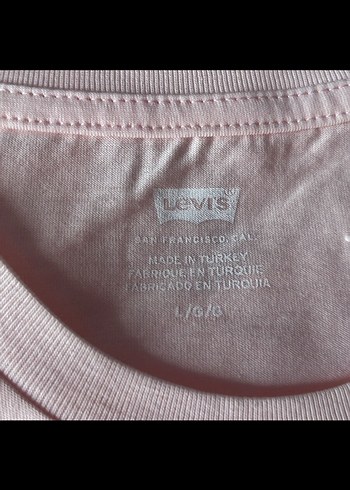 Levi's®
SAN FRANCISCO, CAL.
MADE IN TURKEY
FABRIQUE EN TURQUIE
FABRICADO EN TURQUIA
L/G/G